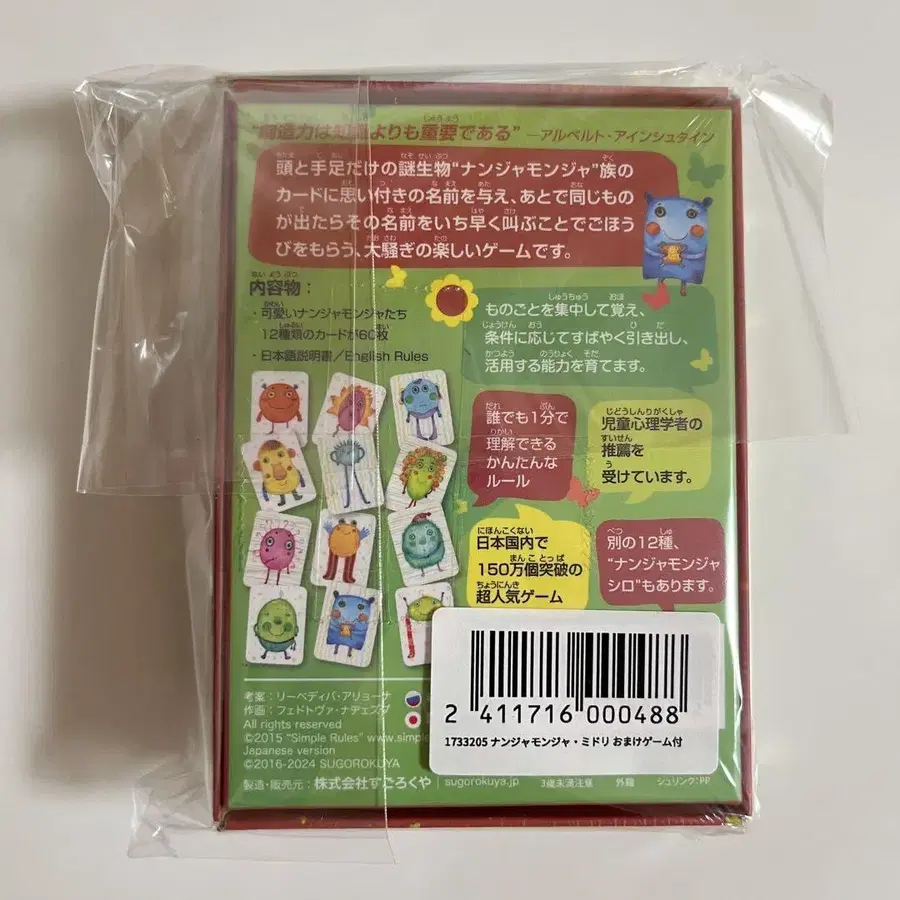 “創造力は知識よりも重要である” —アルベルト・アインシュタイン
頭と手足だけの謎生物“ナンジャモンジャ”族の
カードに思い付きの名前を与え、あとで同じもの
が出たらその名前をいち早く叫ぶことでごほう
びをもらう、大騒ぎの楽しいゲームです。
内容物：
・可愛いナンジャモンジャたち
12種類のカードが60枚
・日本語説明書／English Rules
ものごとを集中して覚え、
条件に応じてすばやく引き出し、
活用する能力を育てます。
誰でも1分で
理解できる
かんたんな
ルール
児童心理学者の
推薦を
受けています。
日本国内で
150万個突破の
超人気ゲーム
別の12種、
“ナンジャモンジャ
シロ”もあります。
考案：リーベディバ・アリョーナ
作画：フェドトヴァ・ナデェズダ
All rights reserved
©2015 “Simple Rules” www.simple
Japanese version
©2016-2024 SUGOROKUYA
製造・販売元： 株式会社すごろくや sugorokuya.jp 3歳未満注意 外箱 シュリンク:PP
2 411716 000488
1733205 ナンジャモンジャ・ミドリ おまけゲーム付